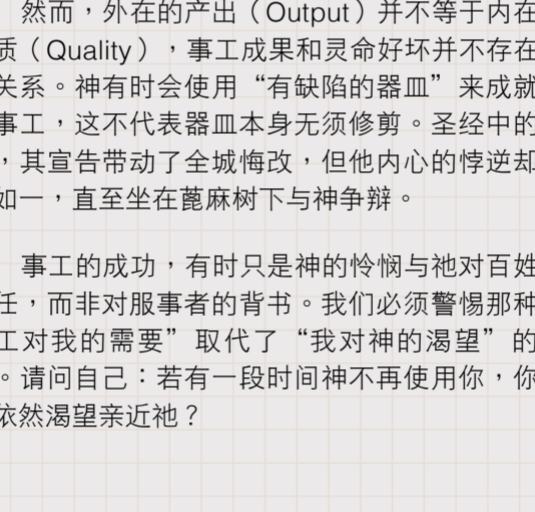 然而，外在的产出（Output）并不等于内在
质（Quality），事工成果和灵命好坏并不存在
关系。神有时会使用“有缺陷的器皿”来成就
事工，这不代表器皿本身无须修剪。圣经中的
，其宣告带动了全城悔改，但他内心的悖逆却
如一，直至坐在蓖麻树下与神争辩。
事工的成功，有时只是神的怜悯与祂对百姓
任，而非对服事者的背书。我们必须警惕那种
工对我的需要”取代了“我对神的渴望”的
。请问自己：若有一段时间神不再使用你，你
依然渴望亲近祂？